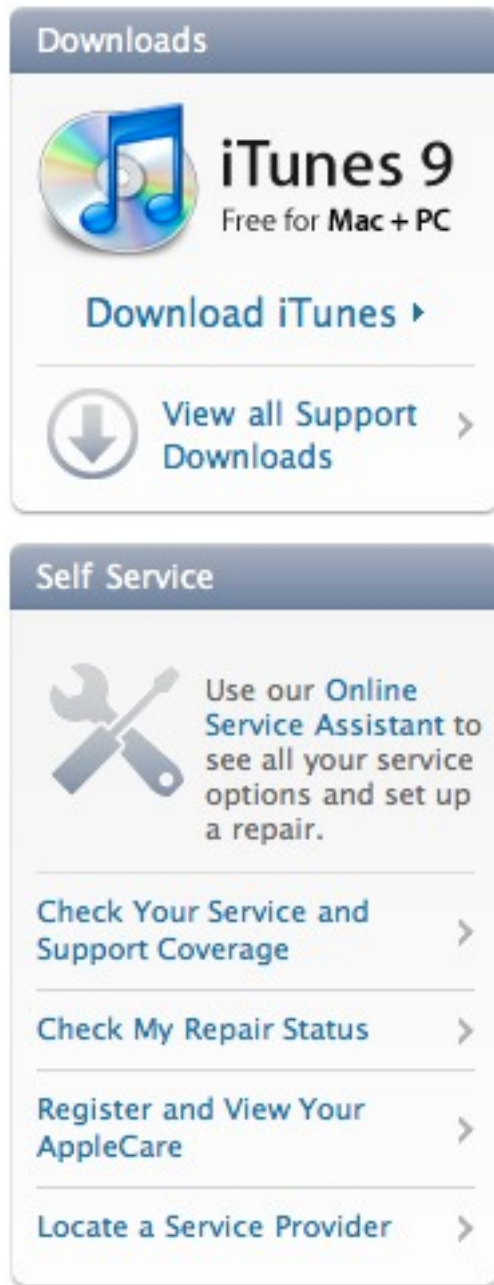 Downloads
iTunes 9
Free for Mac + PC
Download iTunes
View all Support
Downloads
Self Service
Use our Online
Service Assistant to
see all your service
options and set up
a repair.
Check Your Service and
Support Coverage
Check My Repair Status
Register and View Your
AppleCare
Locate a Service Provider